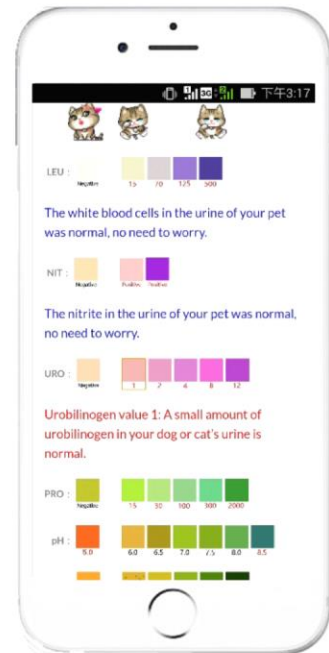 下午3:17
LEU :
Negative 15 70 125 500
The white blood cells in the urine of your pet
was normal, no need to worry.
NIT :
Negative Positive Positive
The nitrite in the urine of your pet was normal,
no need to worry.
URO :
Negative 1 2 4 8 12
Urobilinogen value 1: A small amount of
urobilinogen in your dog or cat's urine is
normal.
PRO :
Negative 15 30 100 300 2000
pH :
5.0 6.0 6.5 7.0 7.5 8.0 8.5